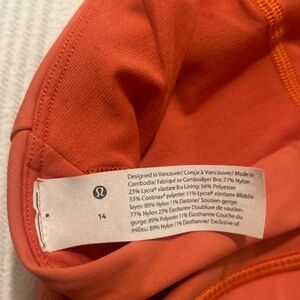 14
Designed in Vancouver/ Conçu à Vancouver/ Made in
Cambodia/ Fabriqué au Cambodge/ Bra: 77% Nylon
23% Lycra® elastane Bra Lining: 56% Polyester
33% Coolmax® polyester 11% Lycra® elastane Middle
layer: 89% Nylon 11% Elastane/ Soutien-gorge:
77% Nylon 23% Élasthanne Doublure de soutien-
gorge: 89% Nylon 11% Élasthanne Couche du
milieu: 89% Nylon 11% Élasthanne/ Exclusive of